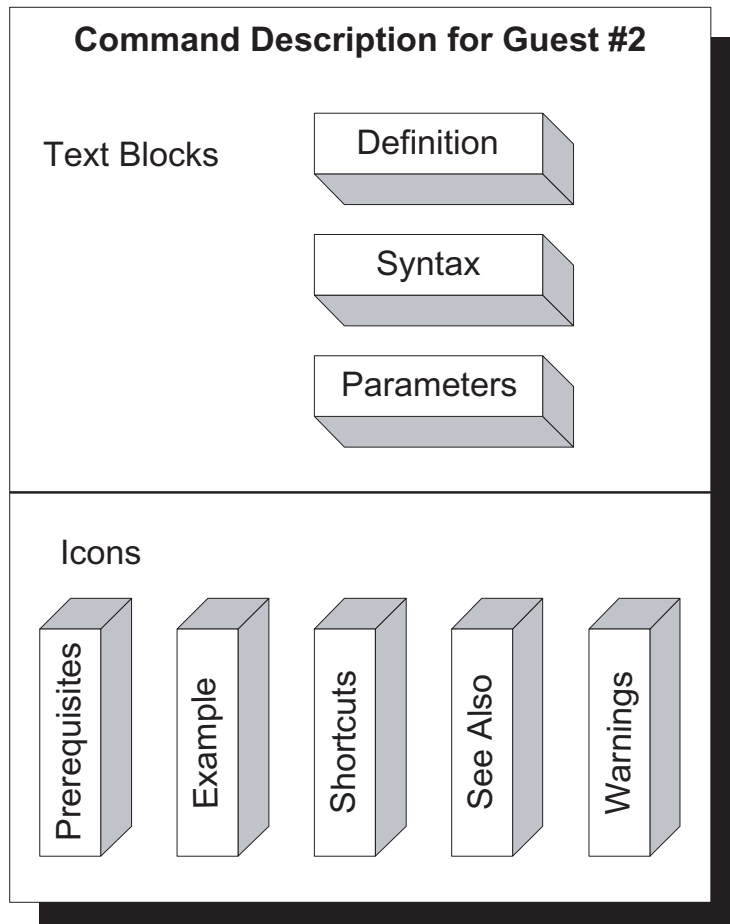 Command Description for Guest #2
Text Blocks
Definition
Syntax
Parameters
Icons
Prerequisites
Example
Shortcuts
See Also
Warnings